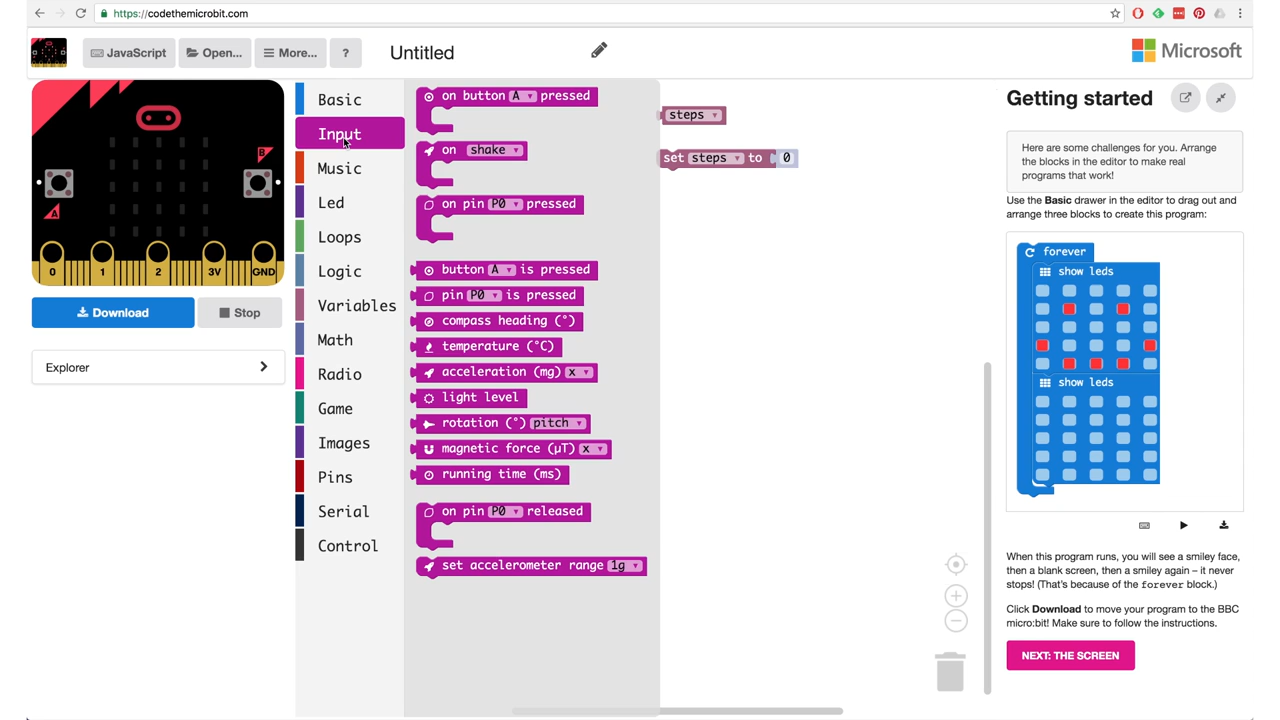 https://codethemicrobit.com
JavaScript
Open...
More...
?
Untitled
Microsoft
A
B
0 1 2 3V GND
Download
Stop
Explorer
Basic
Input
Music
Led
Loops
Logic
Variables
Math
Radio
Game
Images
Pins
Serial
Control
on button A pressed
on shake
on pin P0 pressed
button A is pressed
pin P0 is pressed
compass heading (°)
temperature (°C)
acceleration (mg) x
light level
rotation (°) pitch
magnetic force (µT) x
running time (ms)
on pin P0 released
set accelerometer range 1g
steps
set steps to 0
Getting started
Here are some challenges for you. Arrange
the blocks in the editor to make real
programs that work!
Use the Basic drawer in the editor to drag out and
arrange three blocks to create this program:
forever
show leds
show leds
When this program runs, you will see a smiley face,
then a blank screen, then a smiley again – it never
stops! (That's because of the forever block.)
Click Download to move your program to the BBC
micro:bit! Make sure to follow the instructions.
NEXT: THE SCREEN